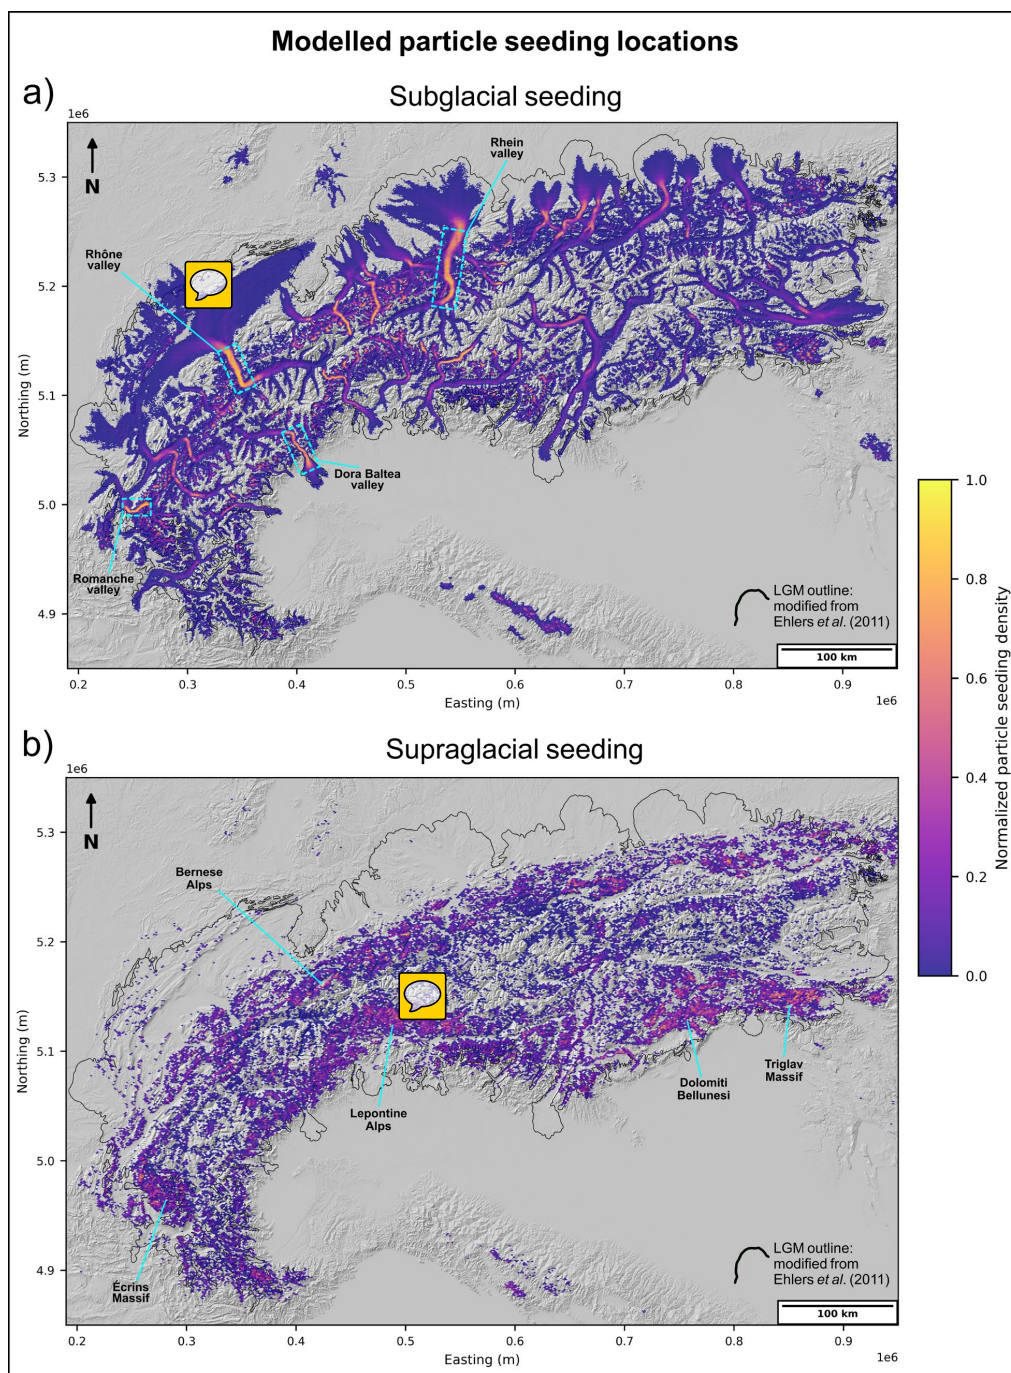 Modelled particle seeding locations
a)
Subglacial seeding
1e6
N
Rhein
valley
Rhône
valley
Dora Baltea
valley
Romanche
valley
LGM outline:
modified from
Ehlers et al. (2011)
100 km
5.3
5.2
5.1
5.0
4.9
Northing (m)
0.2
0.3
0.4
0.5
0.6
0.7
0.8
0.9
1e6
Easting (m)
1.0
0.8
0.6
0.4
0.2
0.0
Normalized particle seeding density
b)
Supraglacial seeding
1e6
N
Bernese
Alps
Lepontine
Alps
Dolomiti
Bellunesi
Triglav
Massif
Écrins
Massif
LGM outline:
modified from
Ehlers et al. (2011)
100 km
5.3
5.2
5.1
5.0
4.9
Northing (m)
0.2
0.3
0.4
0.5
0.6
0.7
0.8
0.9
1e6
Easting (m)